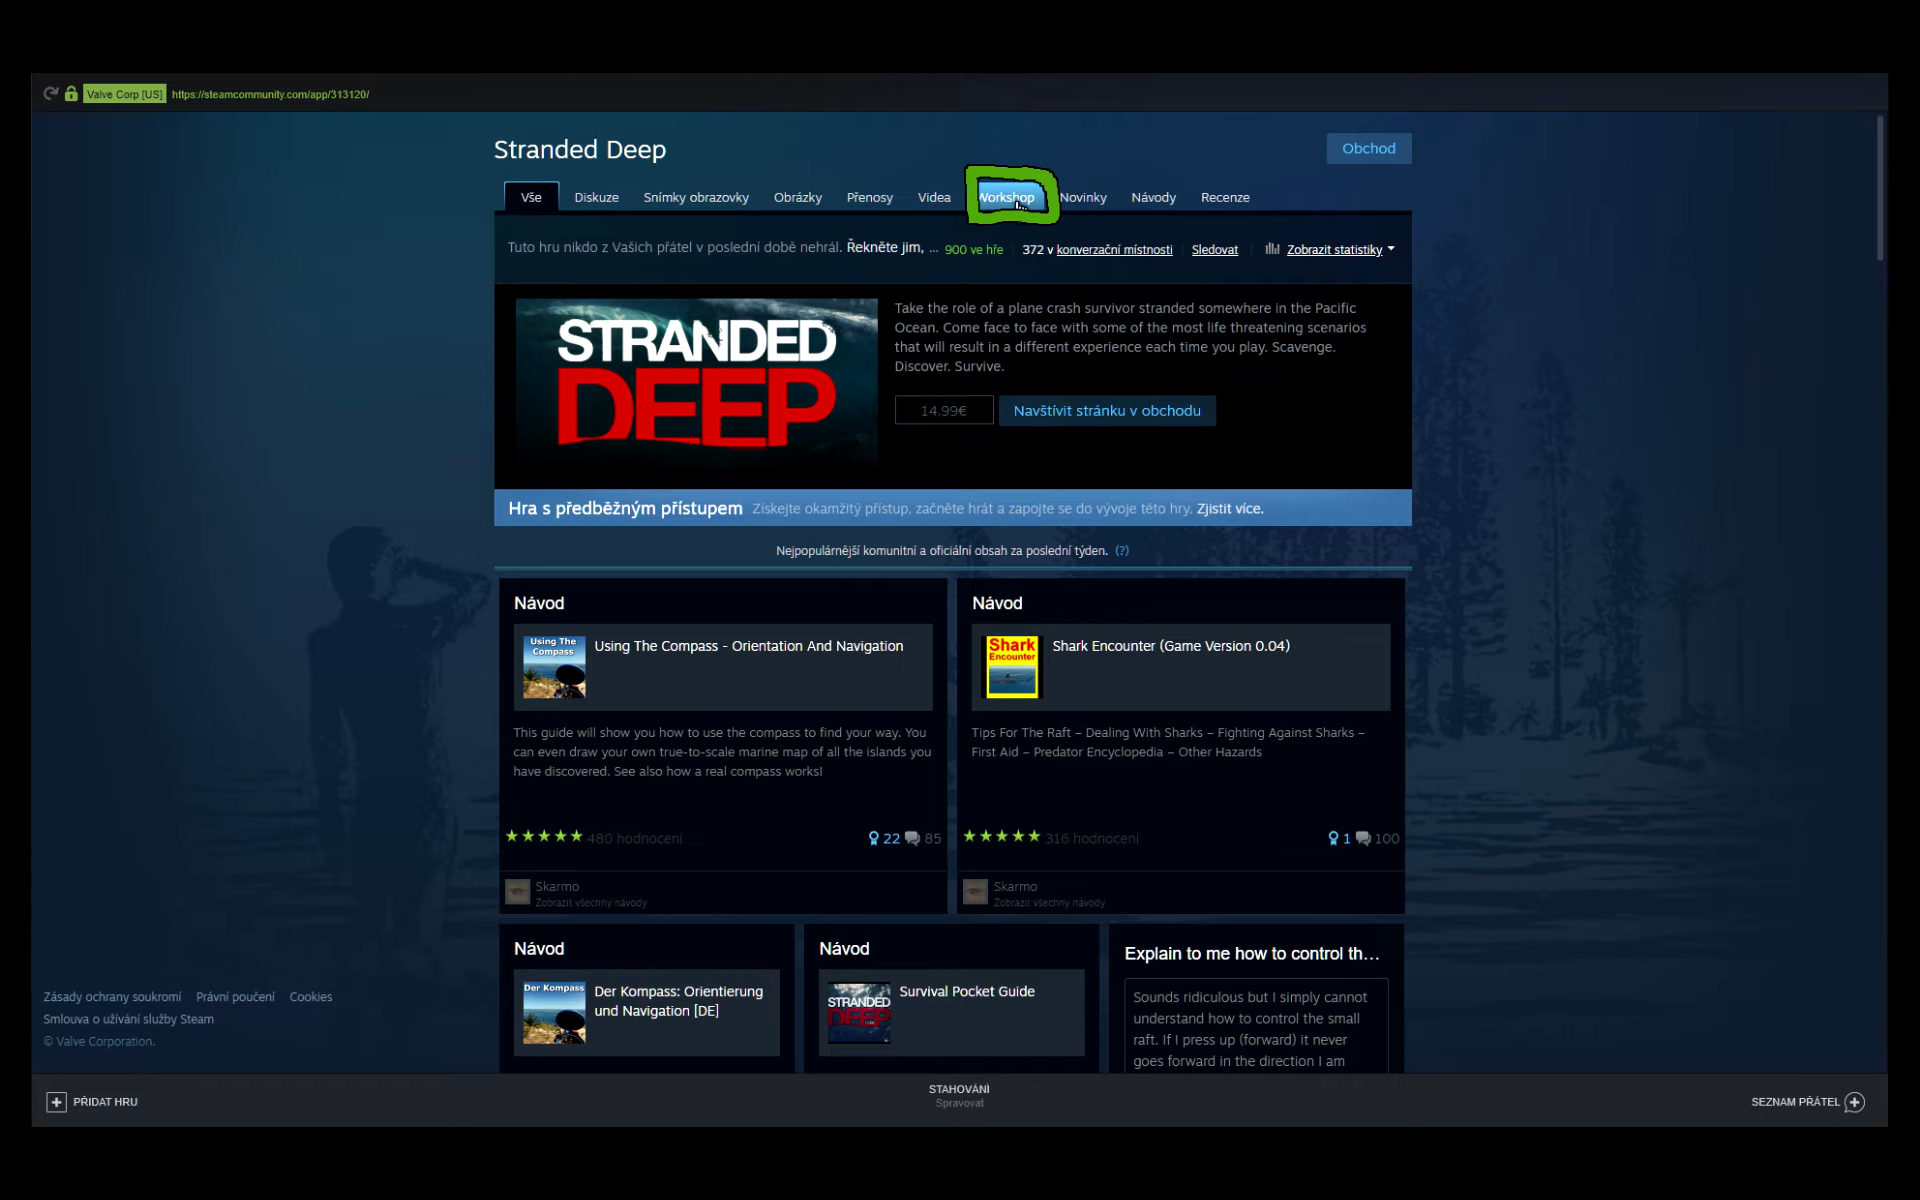 Valve Corp [US] https://steamcommunity.com/app/313120/
Stranded Deep
Obchod
Vše Diskuze Snímky obrazovky Obrázky Přenosy Videa Workshop Novinky Návody Recenze
Tuto hru nikdo z Vašich přátel v poslední době nehrál. Řekněte jim, ... 900 ve hře 372 v konverzační místnosti Sledovat Zobrazit statistiky
STRANDED
DEEP
Take the role of a plane crash survivor stranded somewhere in the Pacific
Ocean. Come face to face with some of the most life threatening scenarios
that will result in a different experience each time you play. Scavenge.
Discover. Survive.
14.99€ Navštívit stránku v obchodu
Hra s předběžným přístupem Získejte okamžitý přístup, začněte hrát a zapojte se do vývoje této hry. Zjistit více.
Nejpopulárnější komunitní a oficiální obsah za poslední týden. (?)
Návod
Using The
Compass
Using The Compass - Orientation And Navigation
This guide will show you how to use the compass to find your way. You
can even draw your own true-to-scale marine map of all the islands you
have discovered. See also how a real compass works!
480 hodnocení 22 85
Skarmo
Zobrazit všechny návody
Návod
Shark
Encounter
Shark Encounter (Game Version 0.04)
Tips For The Raft – Dealing With Sharks – Fighting Against Sharks –
First Aid – Predator Encyclopedia – Other Hazards
316 hodnocení 1 100
Skarmo
Zobrazit všechny návody
Návod
Der Kompass
Der Kompass: Orientierung
und Navigation [DE]
Návod
STRANDED
DEEP
Survival Pocket Guide
Explain to me how to control th...
Sounds ridiculous but I simply cannot
understand how to control the small
raft. If I press up (forward) it never
goes forward in the direction I am
Zásady ochrany soukromí Právní poučení Cookies
Smlouva o užívání služby Steam
© Valve Corporation.
PŘIDAT HRU
STAHOVÁNÍ
Spravovat
SEZNAM PŘÁTEL